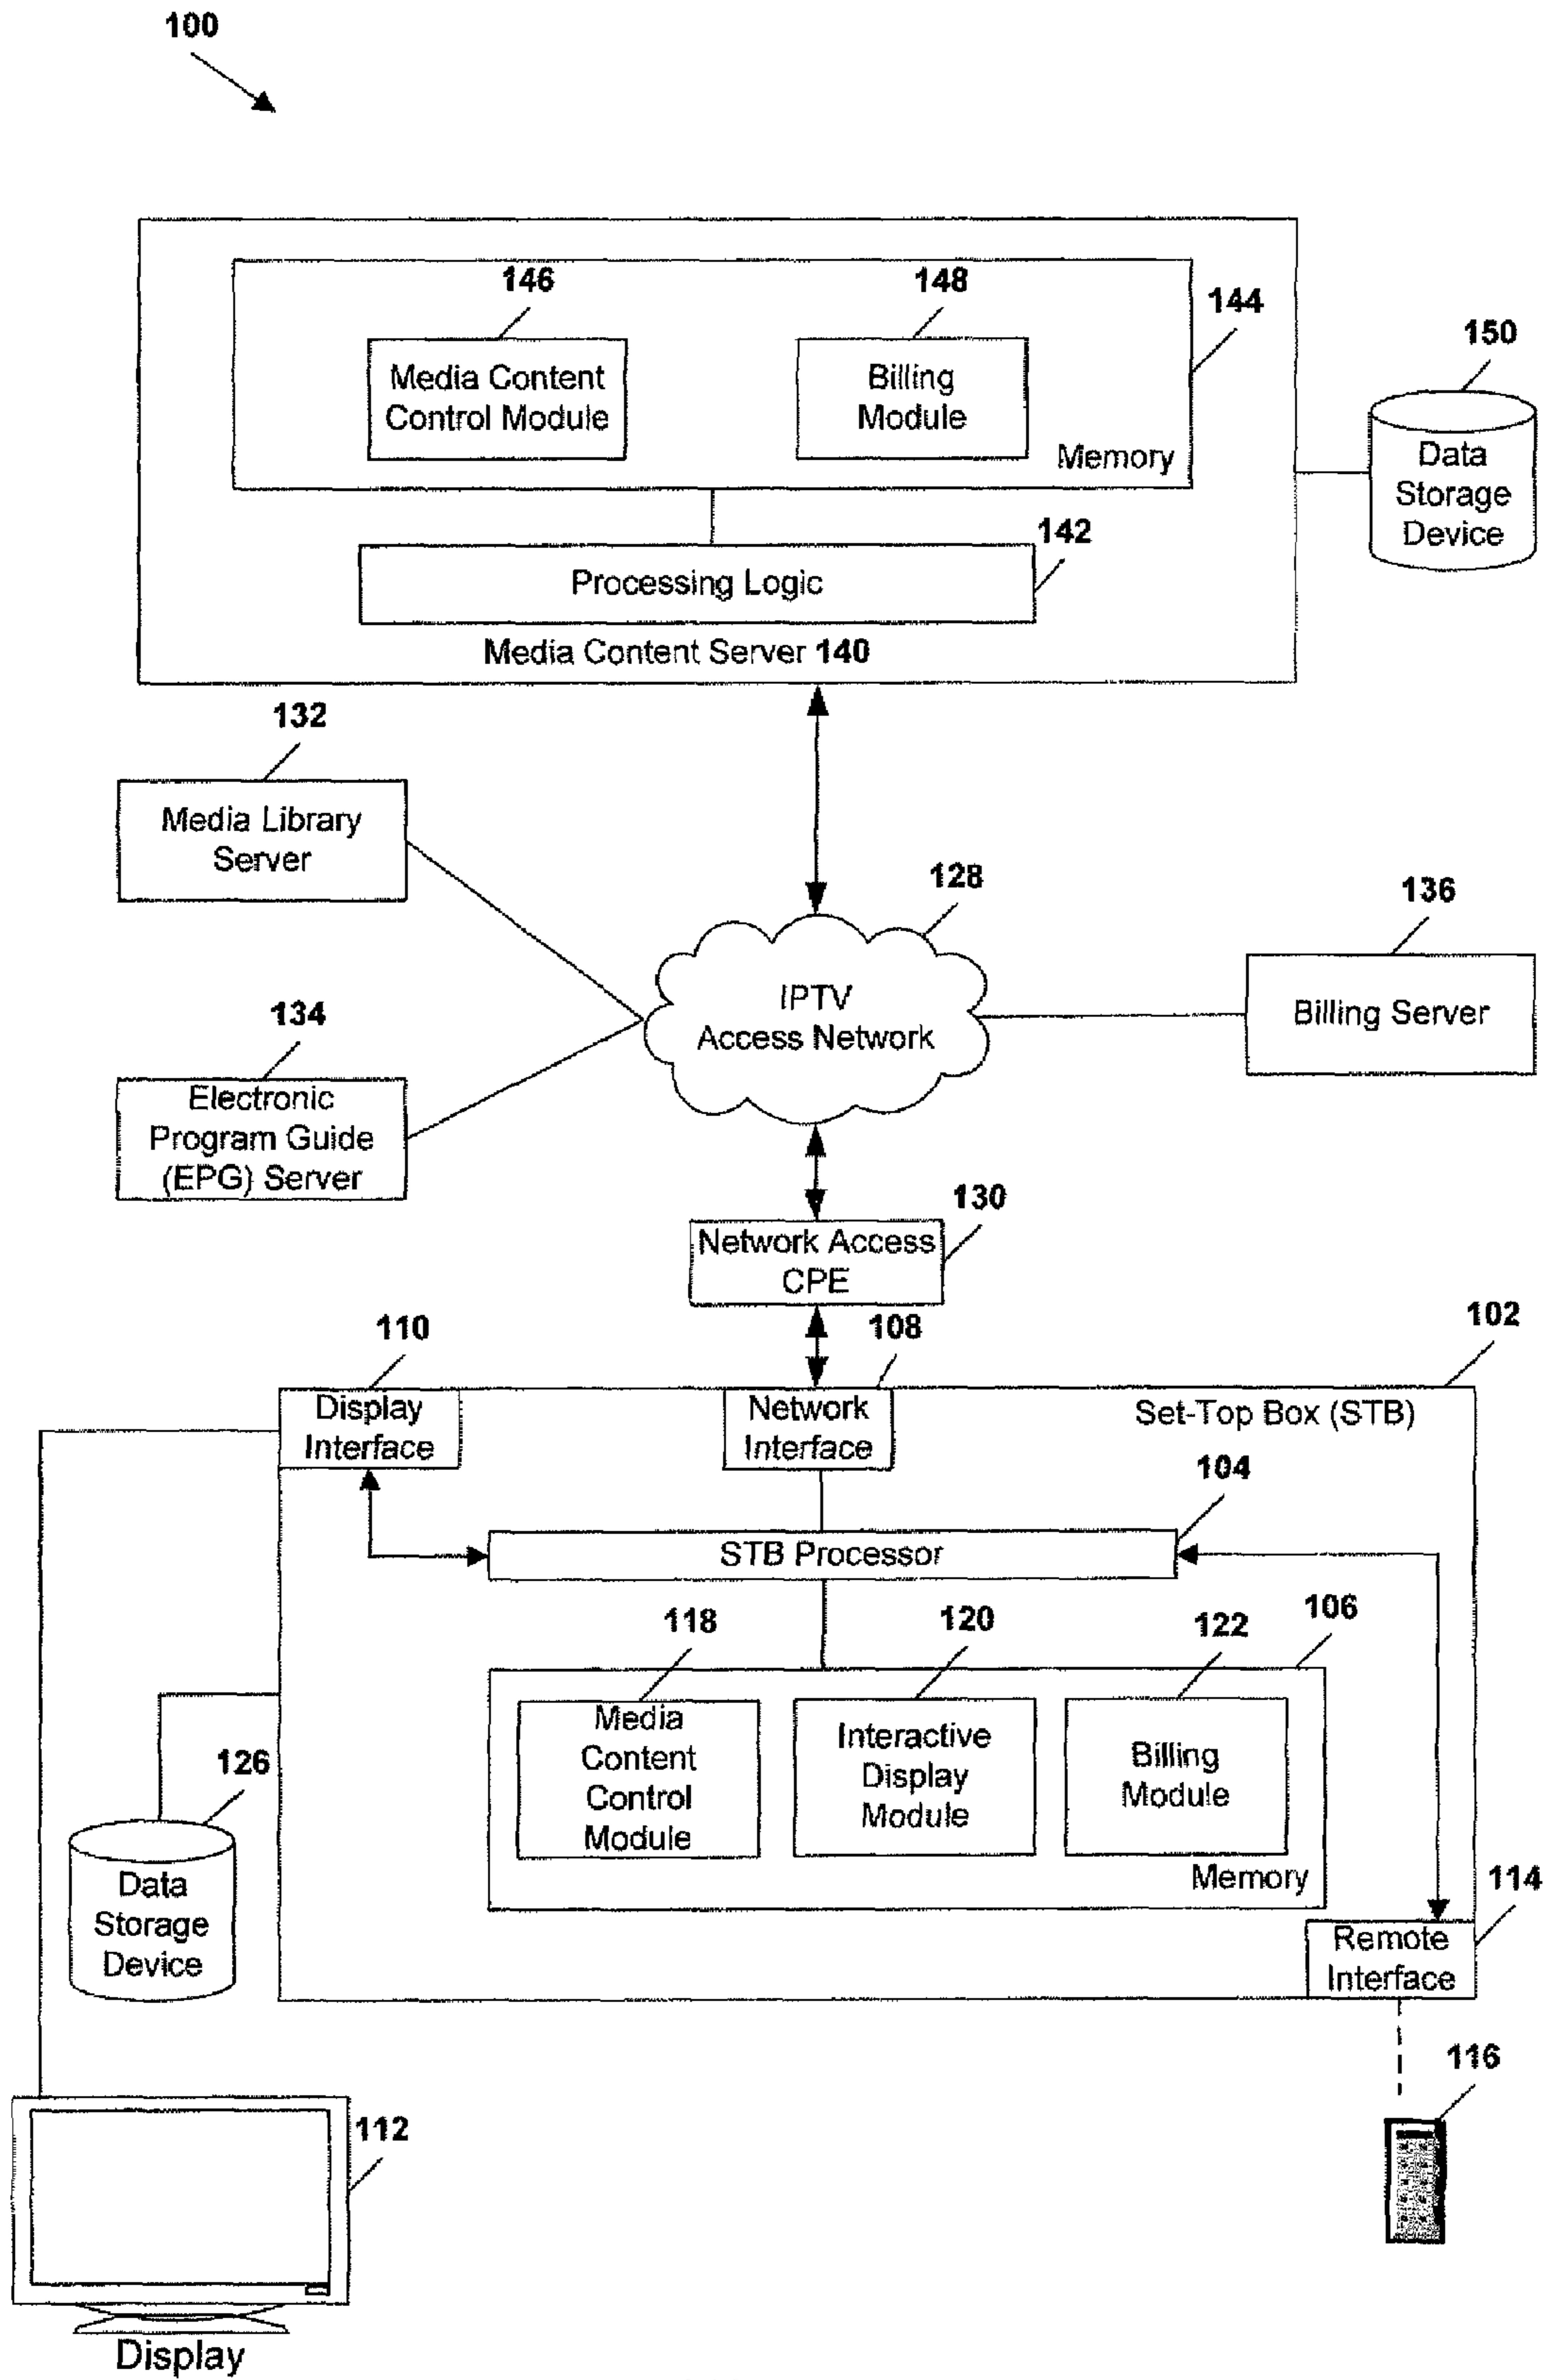 100
146
148
144
150
Media Content
Control Module
Billing
Module
Memory
Data
Storage
Device
142
Processing Logic
Media Content Server 140
132
Media Library
Server
128
136
IPTV
Access Network
Billing Server
134
Electronic
Program Guide
(EPG) Server
130
Network Access
CPE
110
108
102
Display
Interface
Network
Interface
Set-Top Box (STB)
104
STB Processor
118
120
122
106
Media
Content
Control
Module
Interactive
Display
Module
Billing
Module
Memory
126
Data
Storage
Device
114
Remote
Interface
116
112
Display